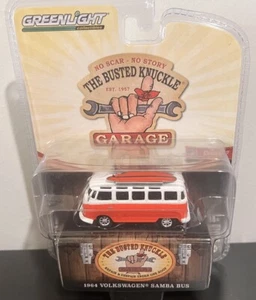 GREENLIGHT
NO SCAR - NO STORY
THE BUSTED KNUCKLE
GARAGE
THE BUSTED KNUCKLE
1964 VOLKSWAGEN® SAMBA BUS